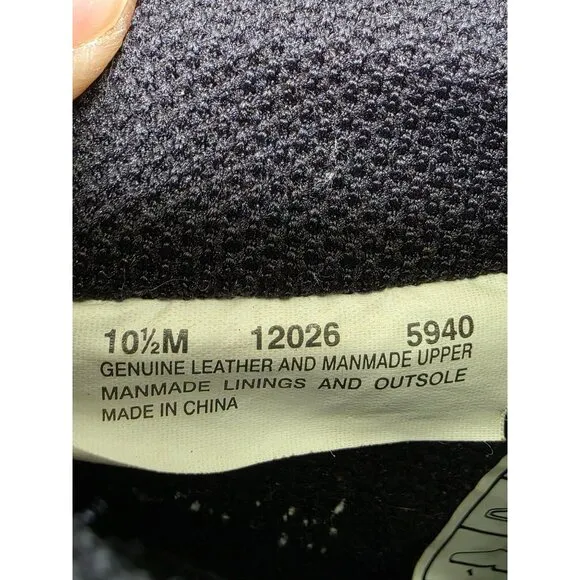 10½M 12026 5940
GENUINE LEATHER AND MANMADE UPPER
MANMADE LININGS AND OUTSOLE
MADE IN CHINA